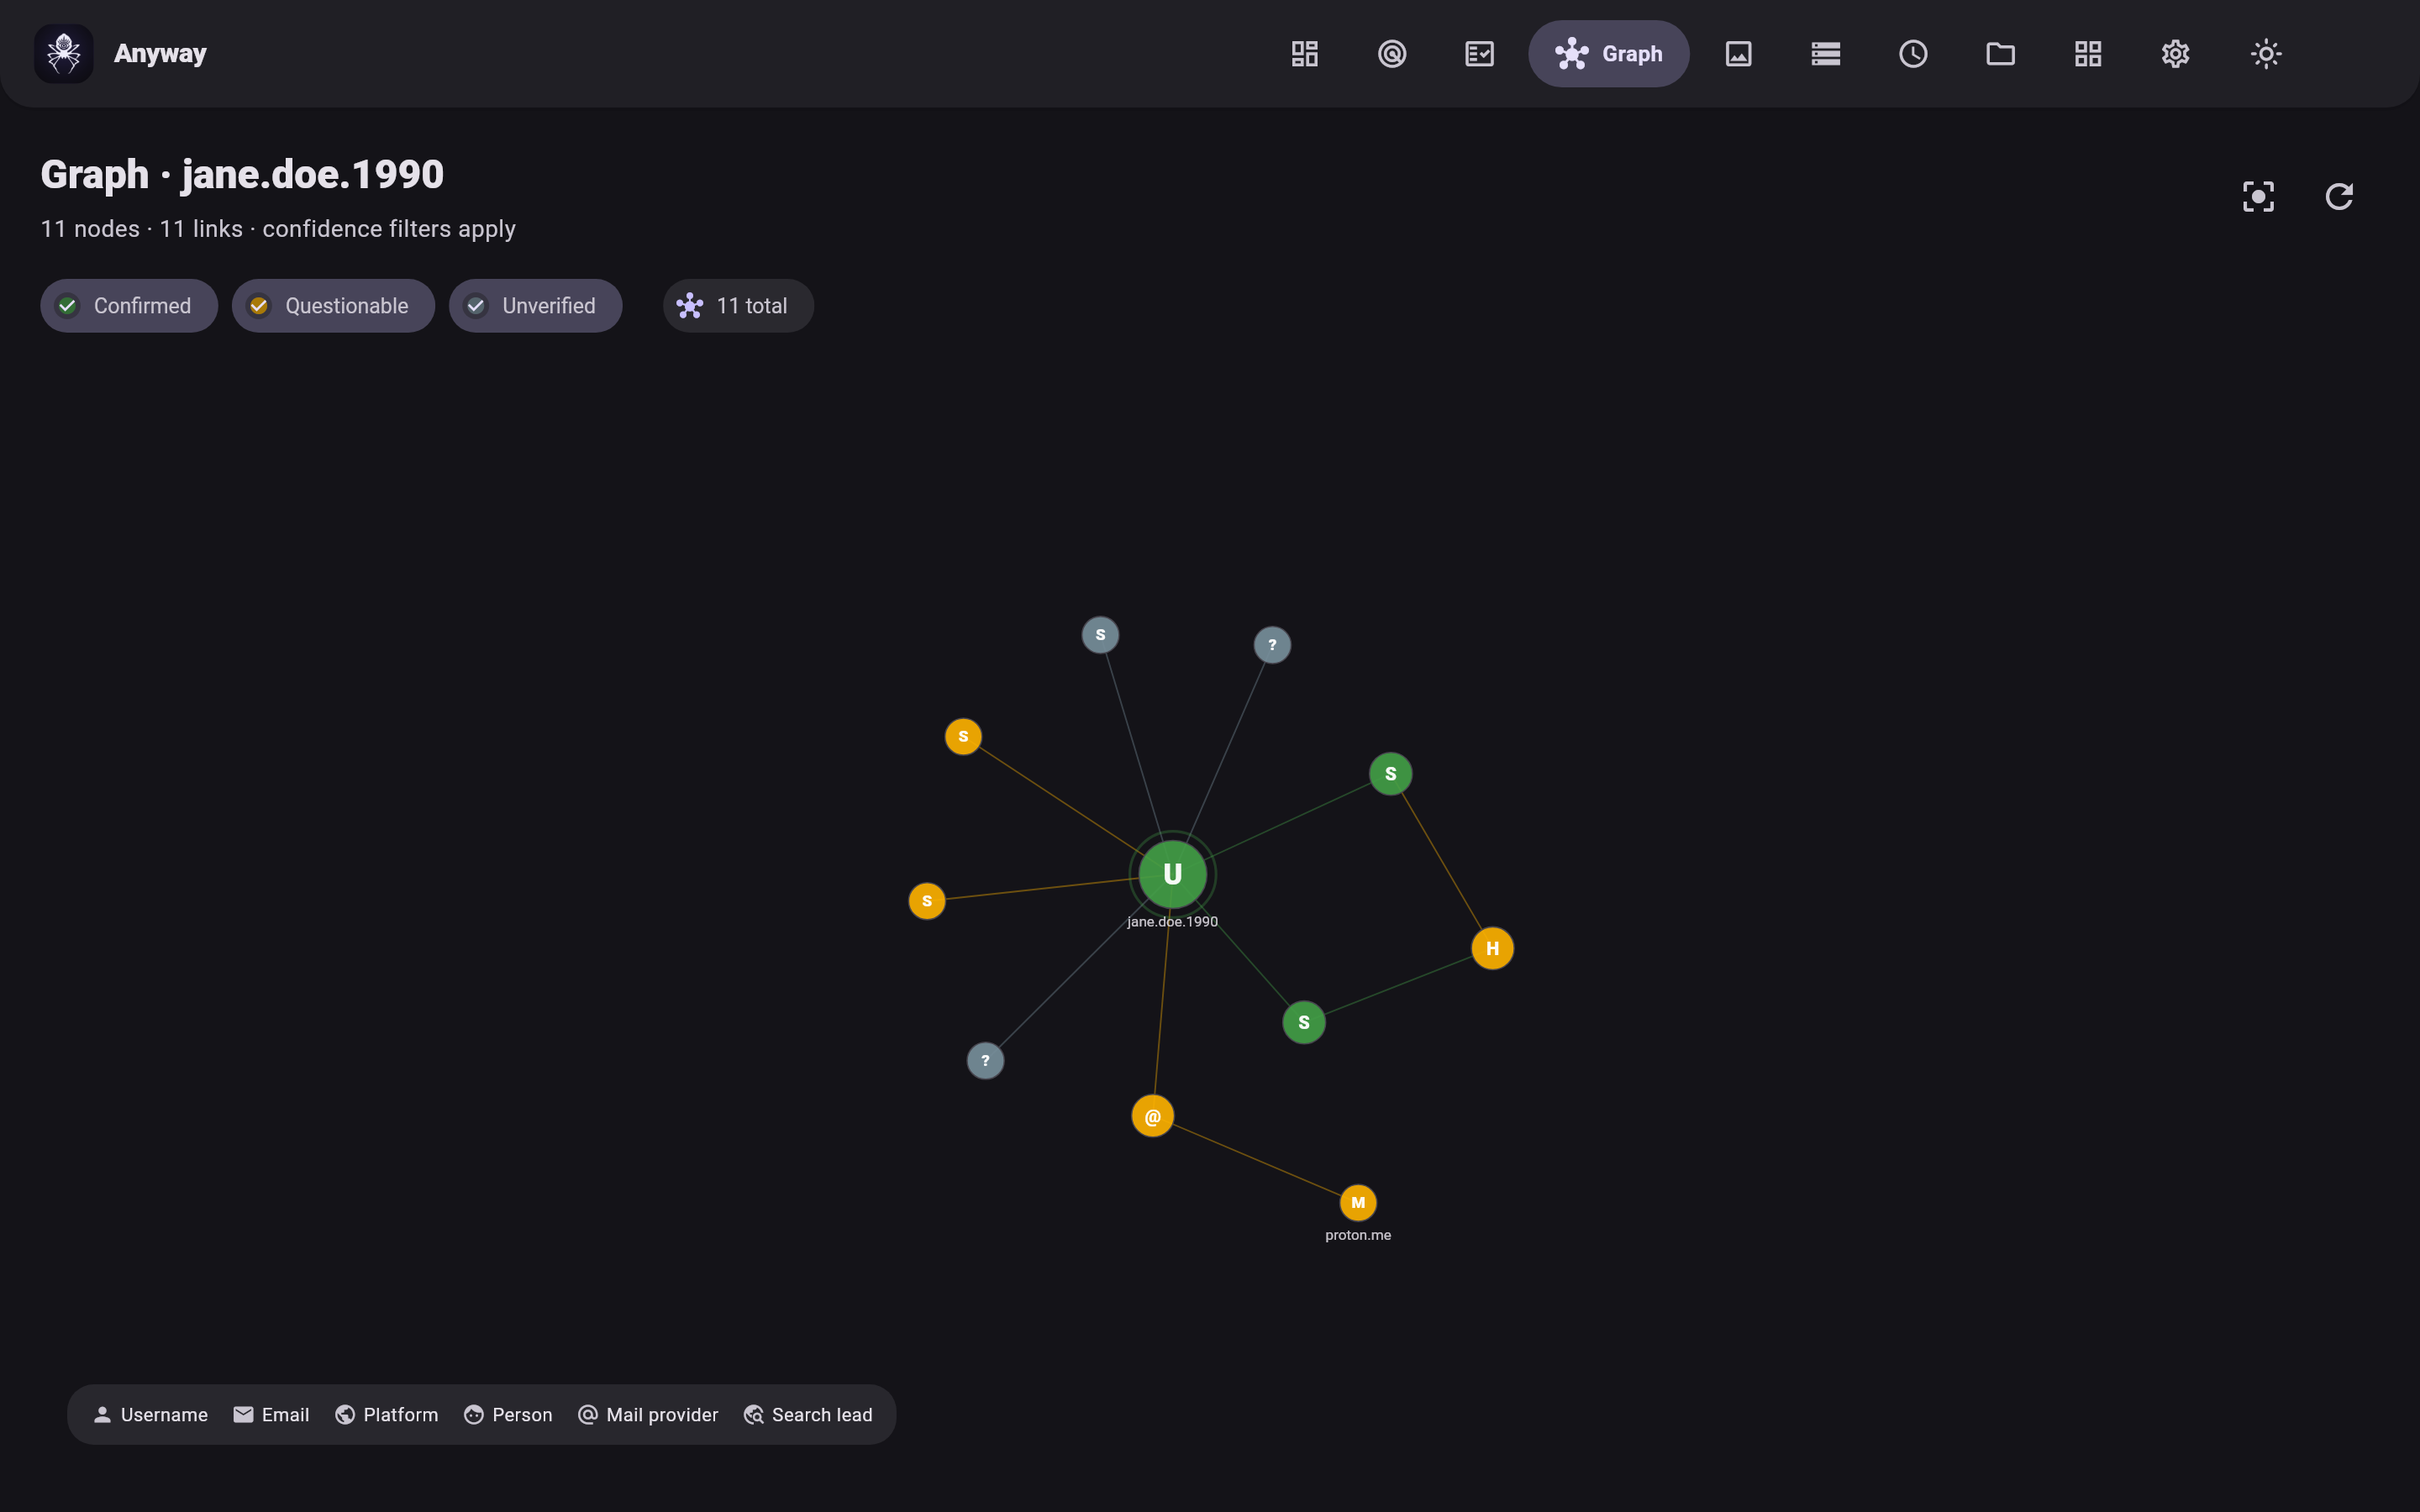 Anyway
Graph
Graph · jane.doe.1990
11 nodes · 11 links · confidence filters apply
Confirmed
Questionable
Unverified
11 total
S
?
S
S
U
jane.doe.1990
S
H
S
?
@
M
proton.me
Username
Email
Platform
Person
Mail provider
Search lead